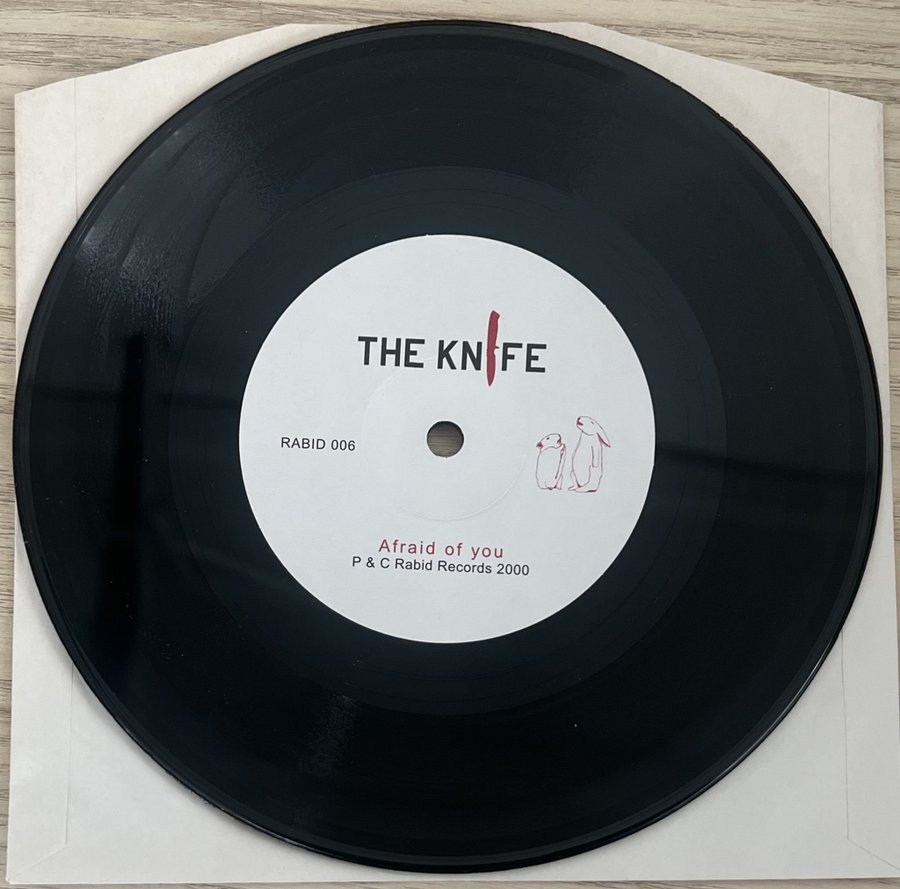 THE KNIFE
RABID 006
Afraid of you
P & C Rabid Records 2000